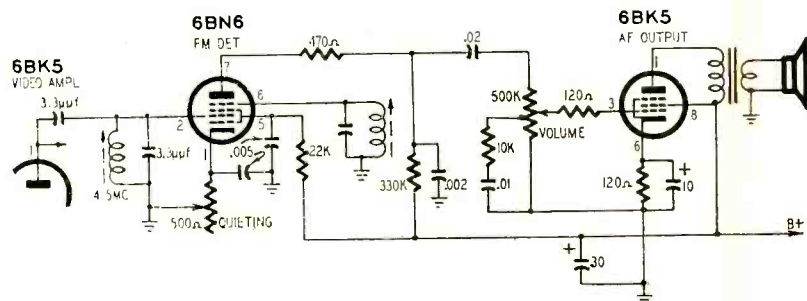 6BN6
FM DET
6BK5
AF OUTPUT
6BK5
VIDEO AMPL
3.3µµf
1
7
470Ω
.02
1
6
5
2
3.3µµf
1
.005
4.5MC
500Ω
QUIETING
22K
330K
.002
500K
VOLUME
10K
.01
120Ω
3
8
6
120Ω
+
10
+
30
B+